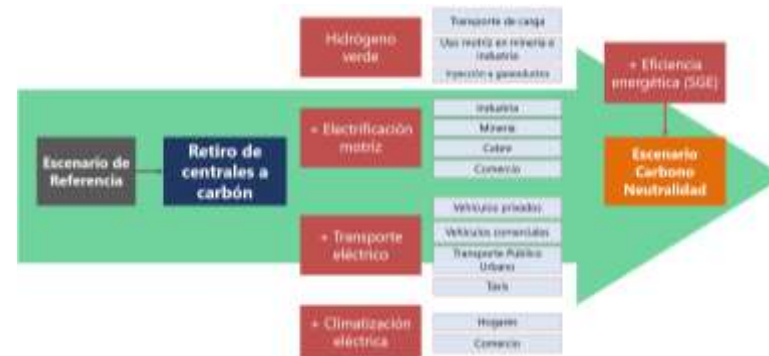 Hidrógeno
verde
Transporte de carga
Uso motriz en minería e
industria
Inyección a gasoductos
+ Eficiencia
energética (SGE)
+ Electrificación
motriz
Industria
Minería
Cobre
Comercio
Escenario de
Referencia
Retiro de
centrales a
carbón
Escenario
Carbono
Neutralidad
+ Transporte
eléctrico
Vehículos privados
Vehículos comerciales
Transporte Público
Urbano
Taxis
+ Climatización
eléctrica
Hogares
Comercio